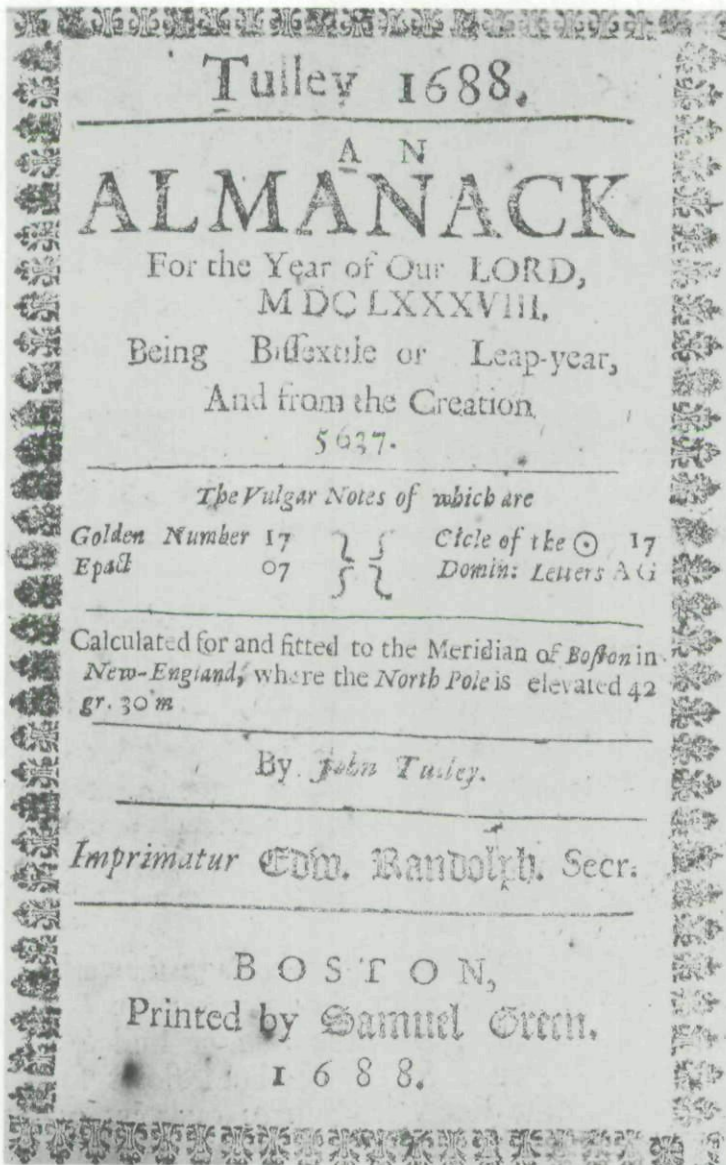 Tulley 1688.
AN
ALMANACK
For the Year of Our LORD,
MDCLXXXVIII.
Being Biſſextile or Leap-year,
And from the Creation
5637.
The Vulgar Notes of which are
Golden Number 17 Cicle of the ☉ 17
Epact 07 Domin: Letters A G
Calculated for and fitted to the Meridian of Boſton in
New-England, where the North Pole is elevated 42
gr. 30 m
By John Tulley.
Imprimatur Edw. Randolph. Secr.
BOSTON,
Printed by Samuel Green.
1688.